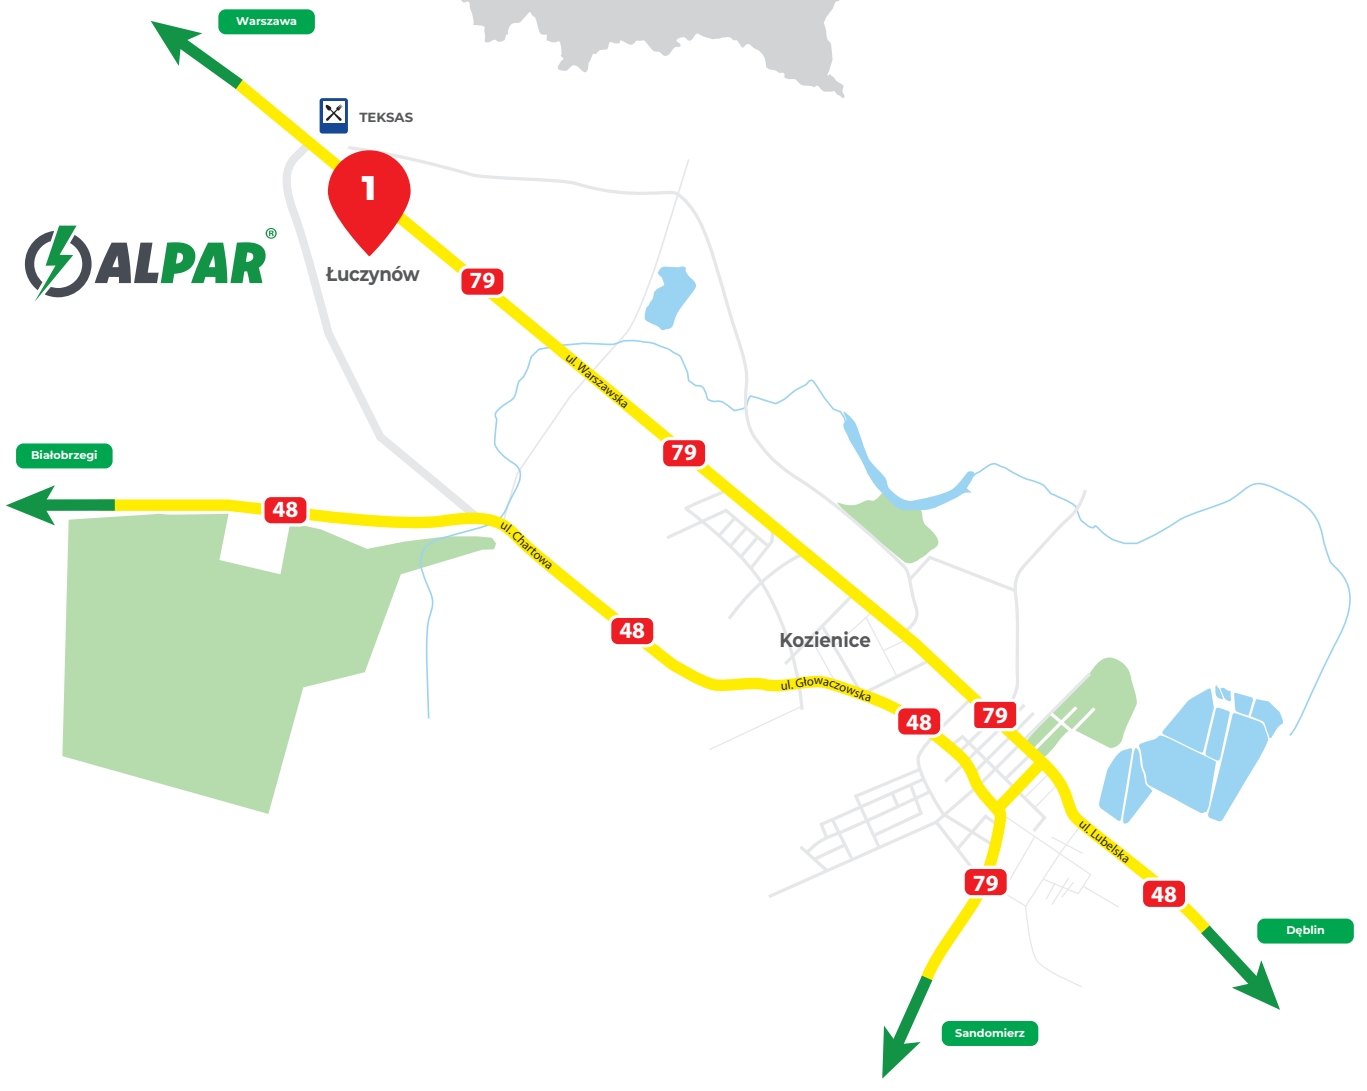 Warszawa
TEKSAS
1
ALPAR®
Łuczynów
79
ul. Warszawska
Białobrzegi
79
48
ul. Chartowa
48
Kozienice
ul. Głowaczowska
48
79
ul. Lubelska
79
48
Dęblin
Sandomierz